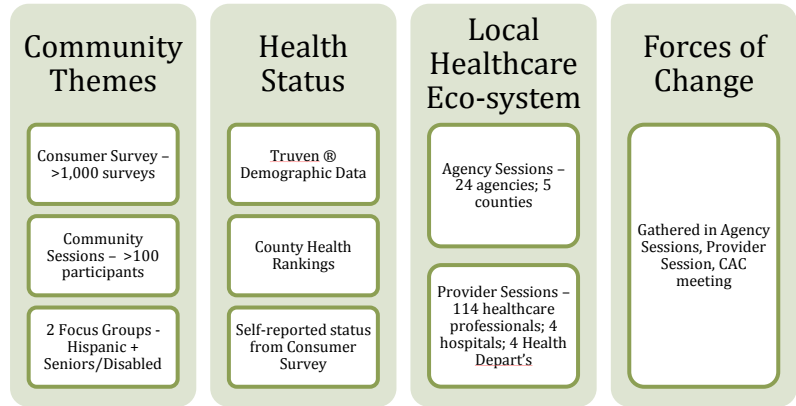 Community
Themes
Consumer Survey –
>1,000 surveys
Community
Sessions – >100
participants
2 Focus Groups -
Hispanic +
Seniors/Disabled
Health
Status
Truven ®
Demographic Data
County Health
Rankings
Self-reported status
from Consumer
Survey
Local
Healthcare
Eco-system
Agency Sessions –
24 agencies; 5
counties
Provider Sessions –
114 healthcare
professionals; 4
hospitals; 4 Health
Depart's
Forces of
Change
Gathered in Agency
Sessions, Provider
Session, CAC
meeting